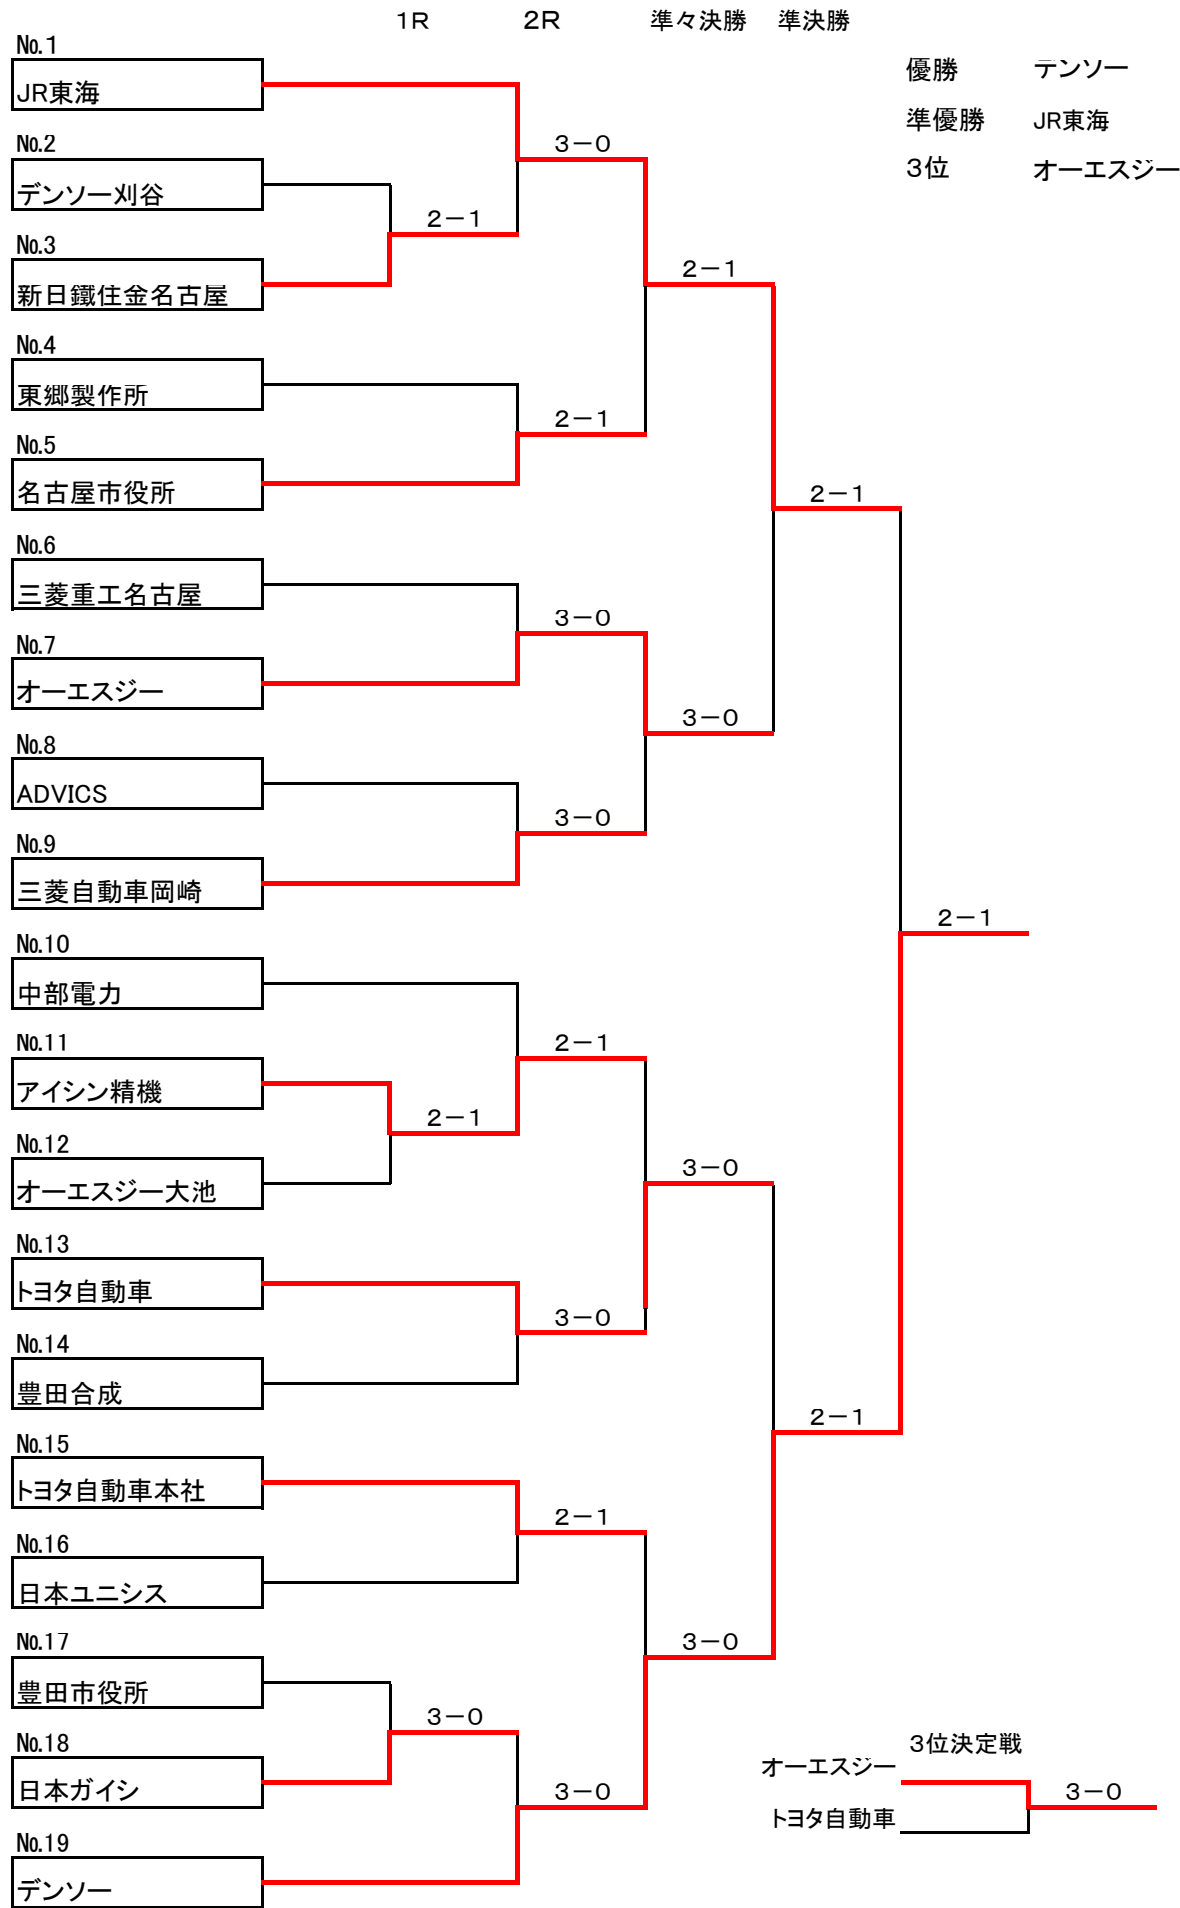 1R 2R 準々決勝 準決勝
No.1
JR東海
優勝 デンソー
準優勝 JR東海
3位 オーエスジー
No.2
デンソー刈谷
3－0
2－1
No.3
新日鐵住金名古屋
2－1
No.4
東郷製作所
2－1
No.5
名古屋市役所
2－1
No.6
三菱重工名古屋
3－0
No.7
オーエスジー
3－0
No.8
ADVICS
3－0
No.9
三菱自動車岡崎
2－1
No.10
中部電力
No.11
2－1
アイシン精機
2－1
No.12
オーエスジー大池
3－0
No.13
トヨタ自動車
3－0
No.14
豊田合成
2－1
No.15
トヨタ自動車本社
2－1
No.16
日本ユニシス
No.17
3－0
豊田市役所
3－0
No.18
日本ガイシ
3－0
3位決定戦
オーエスジー
3－0
トヨタ自動車
No.19
デンソー